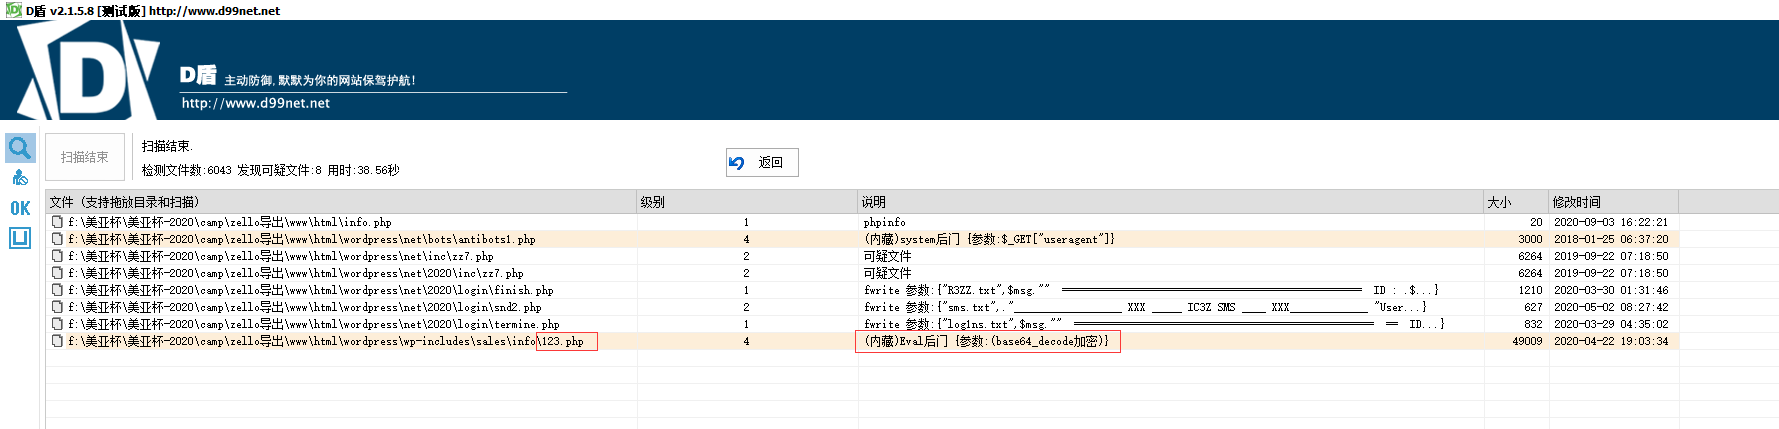 D盾 v2.1.5.8 [测试版] http://www.d99net.net
D盾 主动防御,默默为你的网站保驾护航!
http://www.d99net.net
扫描结束
扫描结束.
检测文件数:6043 发现可疑文件:8 用时:38.56秒
返回
OK
文件 (支持拖放目录和扫描) 级别 说明 大小 修改时间
f:\美亚杯\美亚杯-2020\camp\zello导出\www\html\info.php 1 phpinfo 20 2020-09-03 16:22:21
f:\美亚杯\美亚杯-2020\camp\zello导出\www\html\wordpress\net\bots\antibots1.php 4 (内藏)system后门 {参数:$_GET["useragent"]} 3000 2018-01-25 06:37:20
f:\美亚杯\美亚杯-2020\camp\zello导出\www\html\wordpress\net\inc\zz7.php 2 可疑文件 6264 2019-09-22 07:18:50
f:\美亚杯\美亚杯-2020\camp\zello导出\www\html\wordpress\net\2020\inc\zz7.php 2 可疑文件 6264 2019-09-22 07:18:50
f:\美亚杯\美亚杯-2020\camp\zello导出\www\html\wordpress\net\2020\login\finish.php 1 fwrite 参数:{"R3ZZ.txt",$msg."" ================================================== ID : .$...} 1210 2020-03-30 01:31:46
f:\美亚杯\美亚杯-2020\camp\zello导出\www\html\wordpress\net\2020\login\snd2.php 2 fwrite 参数:{"sms.txt",."__________________ XXX _____ IC3Z SMS ____ XXX_____________ "User...} 627 2020-05-02 08:27:42
f:\美亚杯\美亚杯-2020\camp\zello导出\www\html\wordpress\net\2020\login\termine.php 1 fwrite 参数:{"log1ns.txt",$msg."" ================================================== == ID...} 832 2020-03-29 04:35:02
f:\美亚杯\美亚杯-2020\camp\zello导出\www\html\wordpress\wp-includes\sales\info\123.php 4 (内藏)Eval后门 {参数:(base64_decode加密)} 49009 2020-04-22 19:03:34